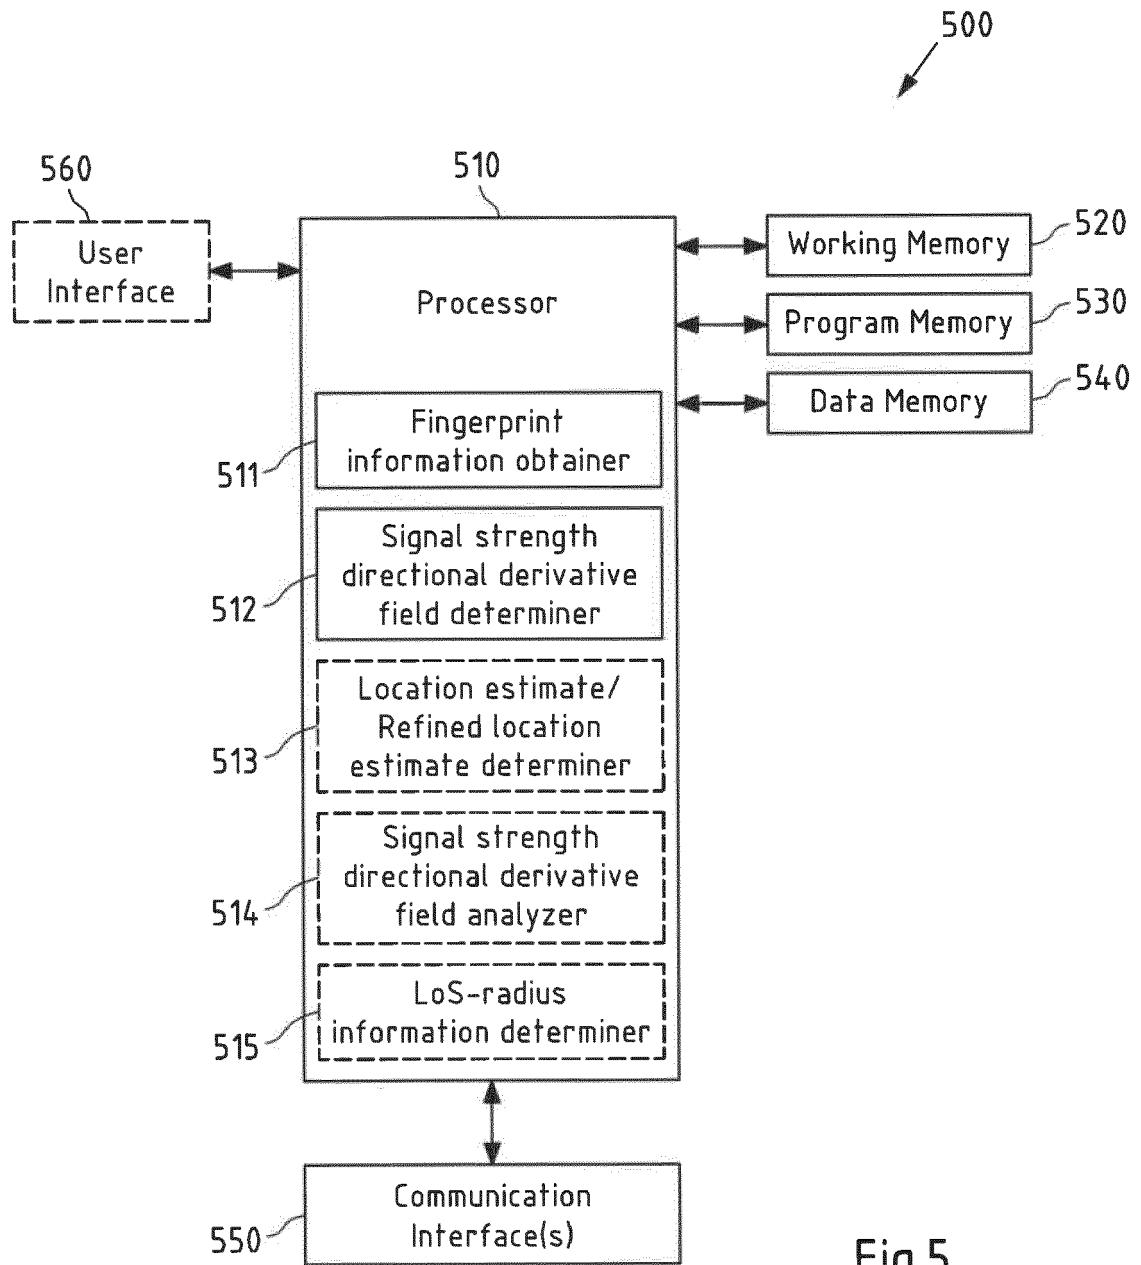 500
560
510
User
Interface
Processor
Working Memory
520
Program Memory
530
Data Memory
540
Fingerprint
information obtainer
511
Signal strength
directional derivative
field determiner
512
Location estimate/
Refined location
estimate determiner
513
Signal strength
directional derivative
field analyzer
514
LoS-radius
information determiner
515
Communication
Interface(s)
550
Fig.5